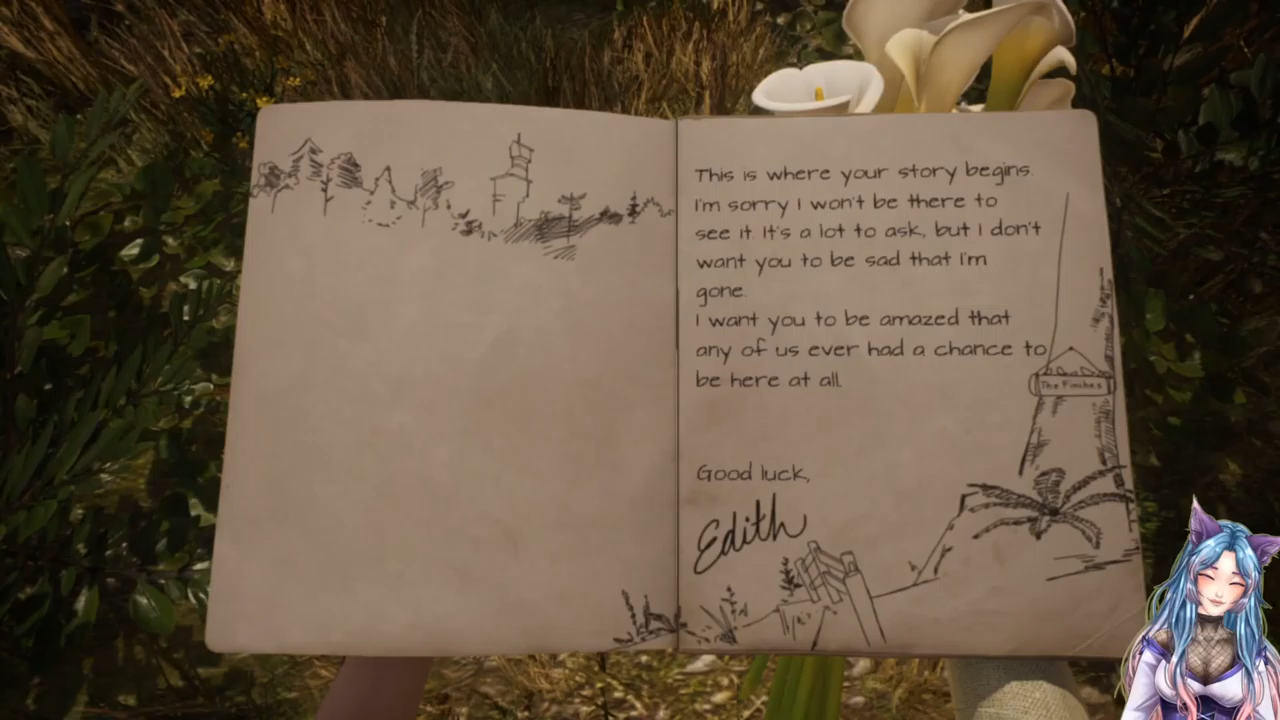 This is where your story begins.
I'm sorry I won't be there to
see it. It's a lot to ask, but I don't
want you to be sad that I'm
gone.
I want you to be amazed that
any of us ever had a chance to
be here at all.
The Finches
Good luck,
Edith